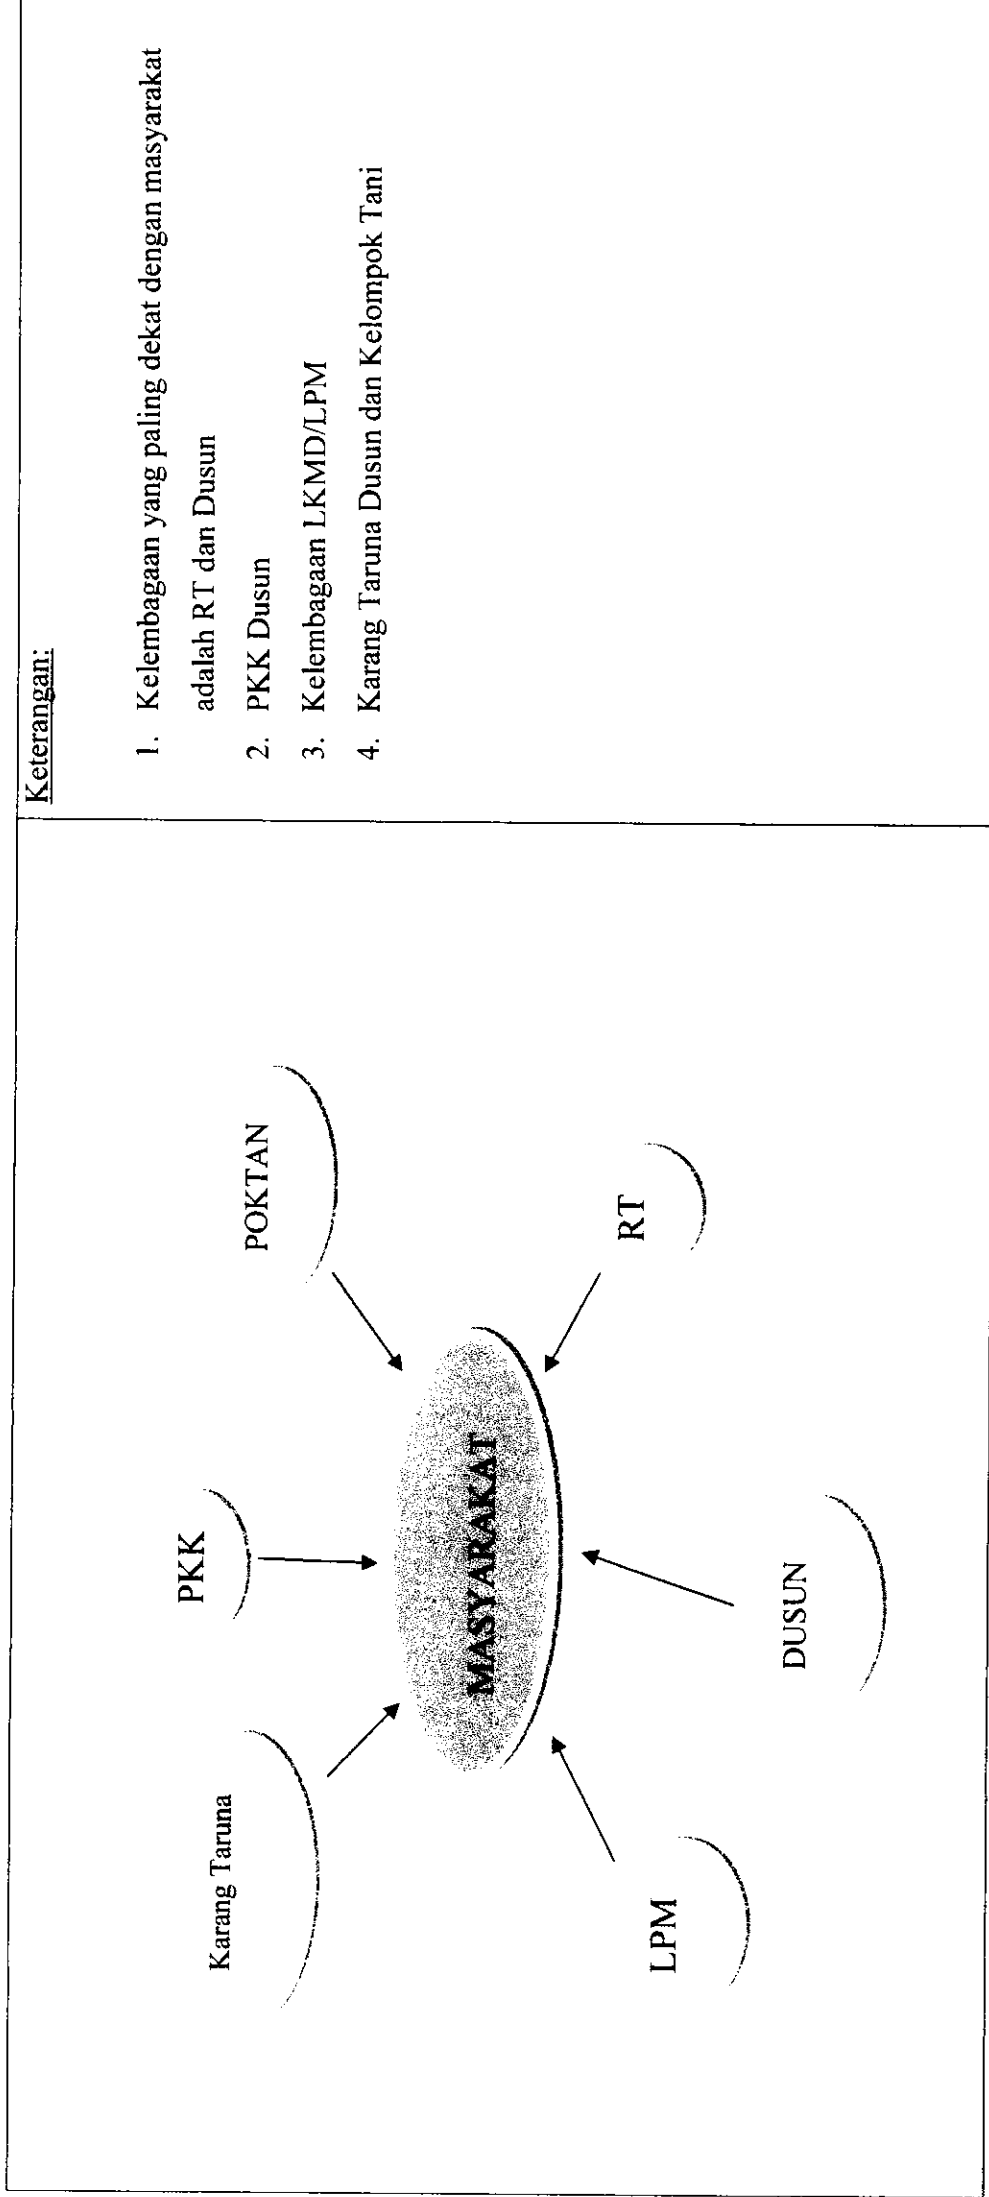 Karang Taruna
PKK
POKTAN
MASYARAKAT
LPM
DUSUN
RT
Keterangan:
1. Kelembagaan yang paling dekat dengan masyarakat
adalah RT dan Dusun
2. PKK Dusun
3. Kelembagaan LKMD/LPM
4. Karang Taruna Dusun dan Kelompok Tani